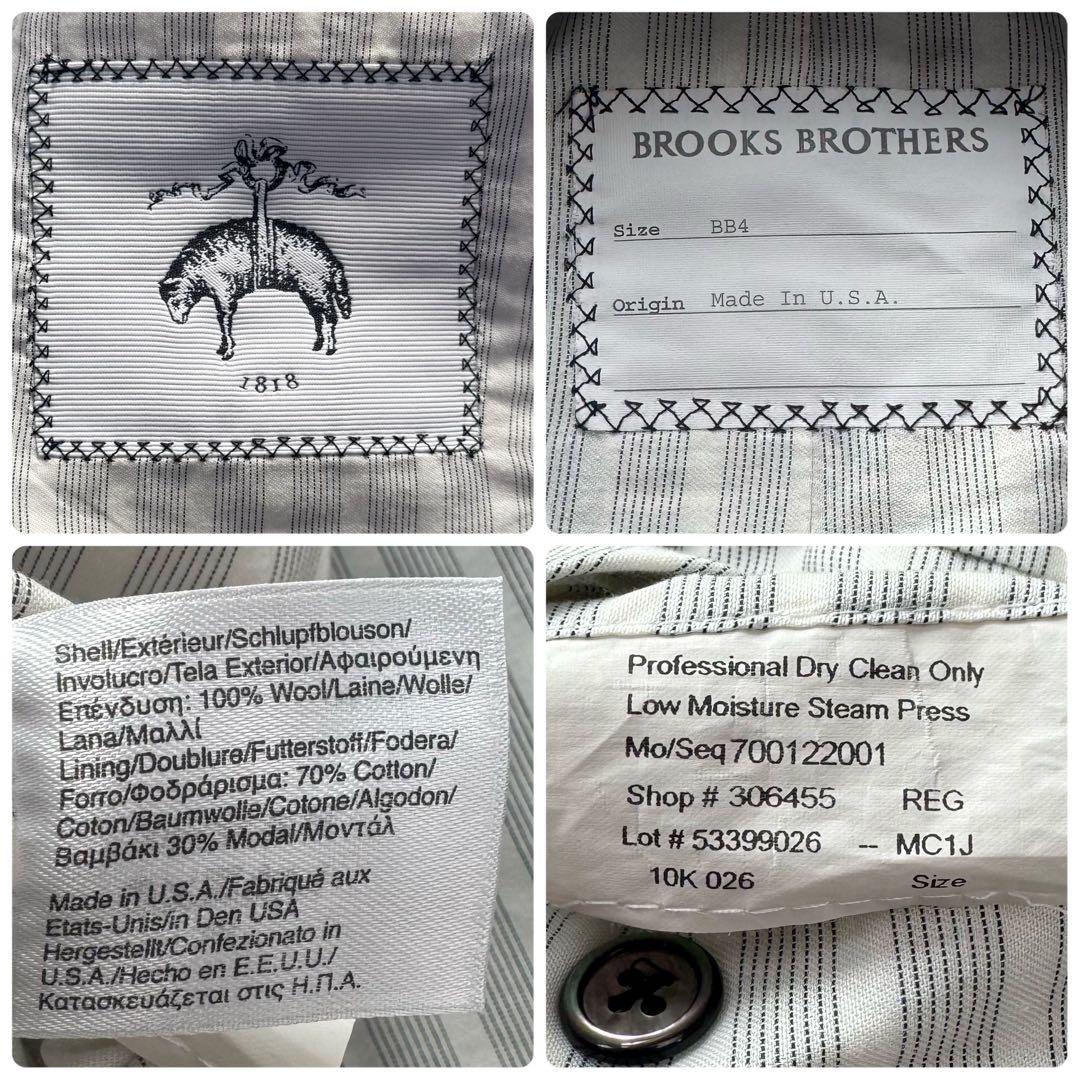 1818
BROOKS BROTHERS
Size BB4
Origin Made In U.S.A.
Shell/Extérieur/Schlupfblouson/
Involucro/Tela Exterior/Αφαιρούμενη
Επένδυση: 100% Wool/Laine/Wolle/
Lana/Μαλλί
Lining/Doublure/Futterstoff/Fodera/
Forro/Φοδράρισμα: 70% Cotton/
Coton/Baumwolle/Cotone/Algodon/
Βαμβάκι 30% Modal/Μοντάλ
Made in U.S.A./Fabriqué aux
Etats-Unis/in Den USA
Hergestellt/Confezionato in
U.S.A./Hecho en E.E.U.U./
Κατασκευάζεται στις Η.Π.Α.
Professional Dry Clean Only
Low Moisture Steam Press
Mo/Seq 700122001
Shop # 306455 REG
Lot # 53399026 -- MC1J
10K 026 Size